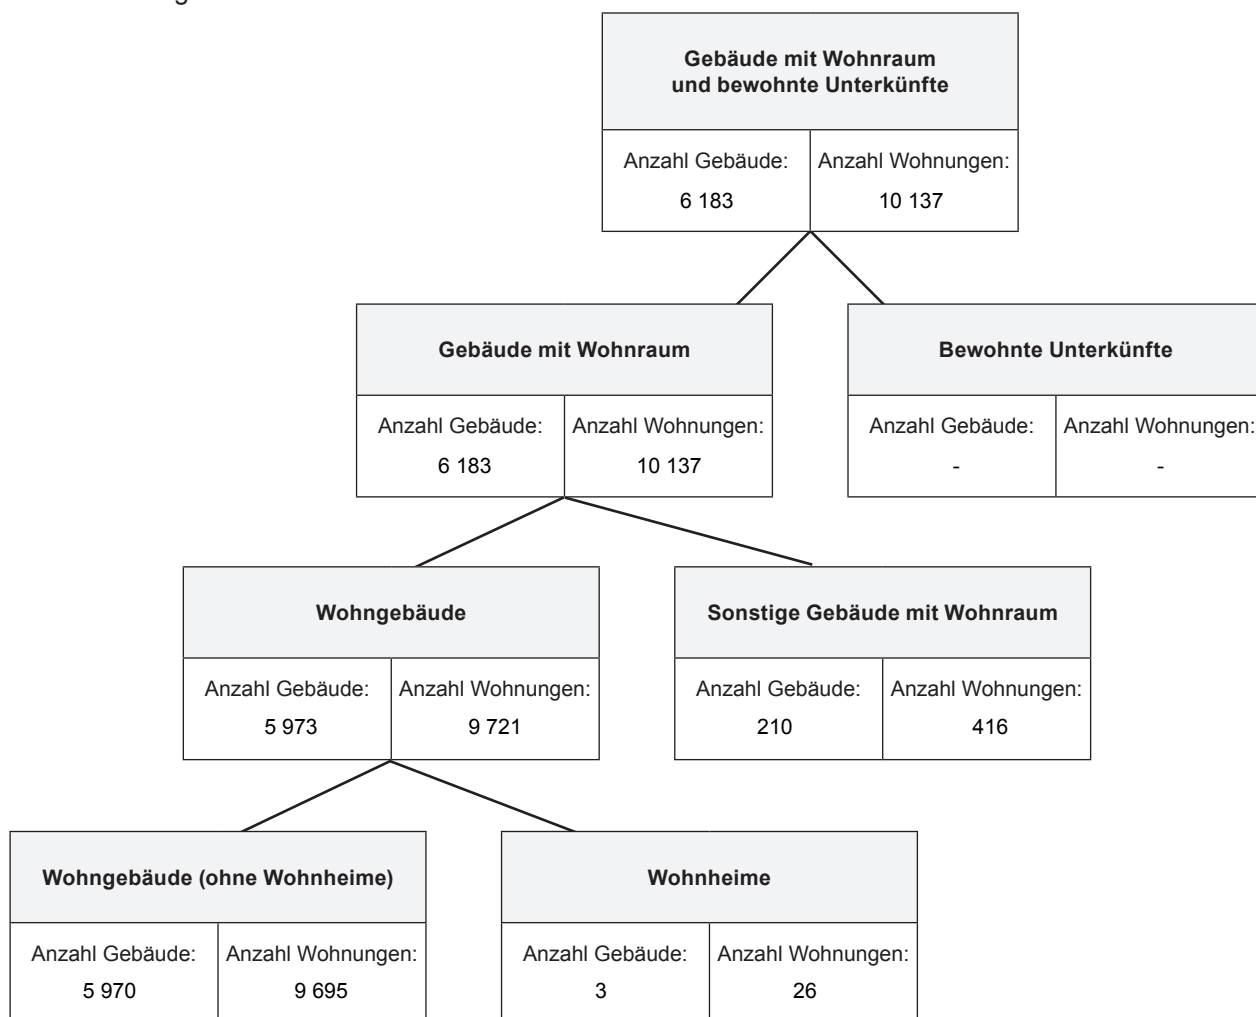 Gebäude mit Wohnraum
und bewohnte Unterkünfte
Anzahl Gebäude: Anzahl Wohnungen:
6 183 10 137
Gebäude mit Wohnraum Bewohnte Unterkünfte
Anzahl Gebäude: Anzahl Wohnungen: Anzahl Gebäude: Anzahl Wohnungen:
6 183 10 137 - -
Wohngebäude Sonstige Gebäude mit Wohnraum
Anzahl Gebäude: Anzahl Wohnungen: Anzahl Gebäude: Anzahl Wohnungen:
5 973 9 721 210 416
Wohngebäude (ohne Wohnheime) Wohnheime
Anzahl Gebäude: Anzahl Wohnungen: Anzahl Gebäude: Anzahl Wohnungen:
5 970 9 695 3 26